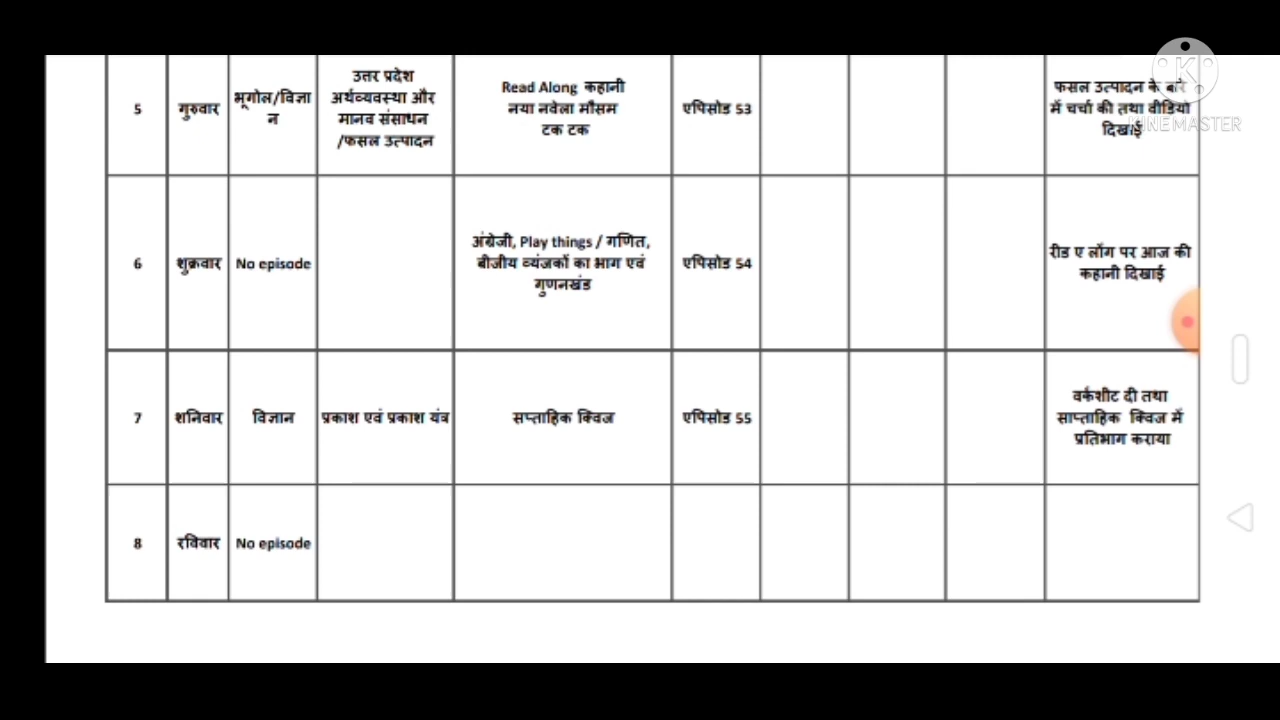 5
गुरुवार
भूगोल/विज्ञा
न
उत्तर प्रदेश
अर्थव्यवस्था और
मानव संसाधन
/फसल उत्पादन
Read Along कहानी
नया नवेला मौसम
टक टक
एपिसोड 53
फसल उत्पादन के बारे
में चर्चा की तथा वीडियो
दिखाई
KINEMASTER
6
शुक्रवार
No episode
अंग्रेजी, Play things / गणित,
बीजीय व्यंजकों का भाग एवं
गुणनखंड
एपिसोड 54
रीड ए लॉग पर आज की
कहानी दिखाई
7
शनिवार
विज्ञान
प्रकाश एवं प्रकाश यंत्र
सप्ताहिक क्विज
एपिसोड 55
वर्कशीट दी तथा
साप्ताहिक क्विज में
प्रतिभाग कराया
8
रविवार
No episode